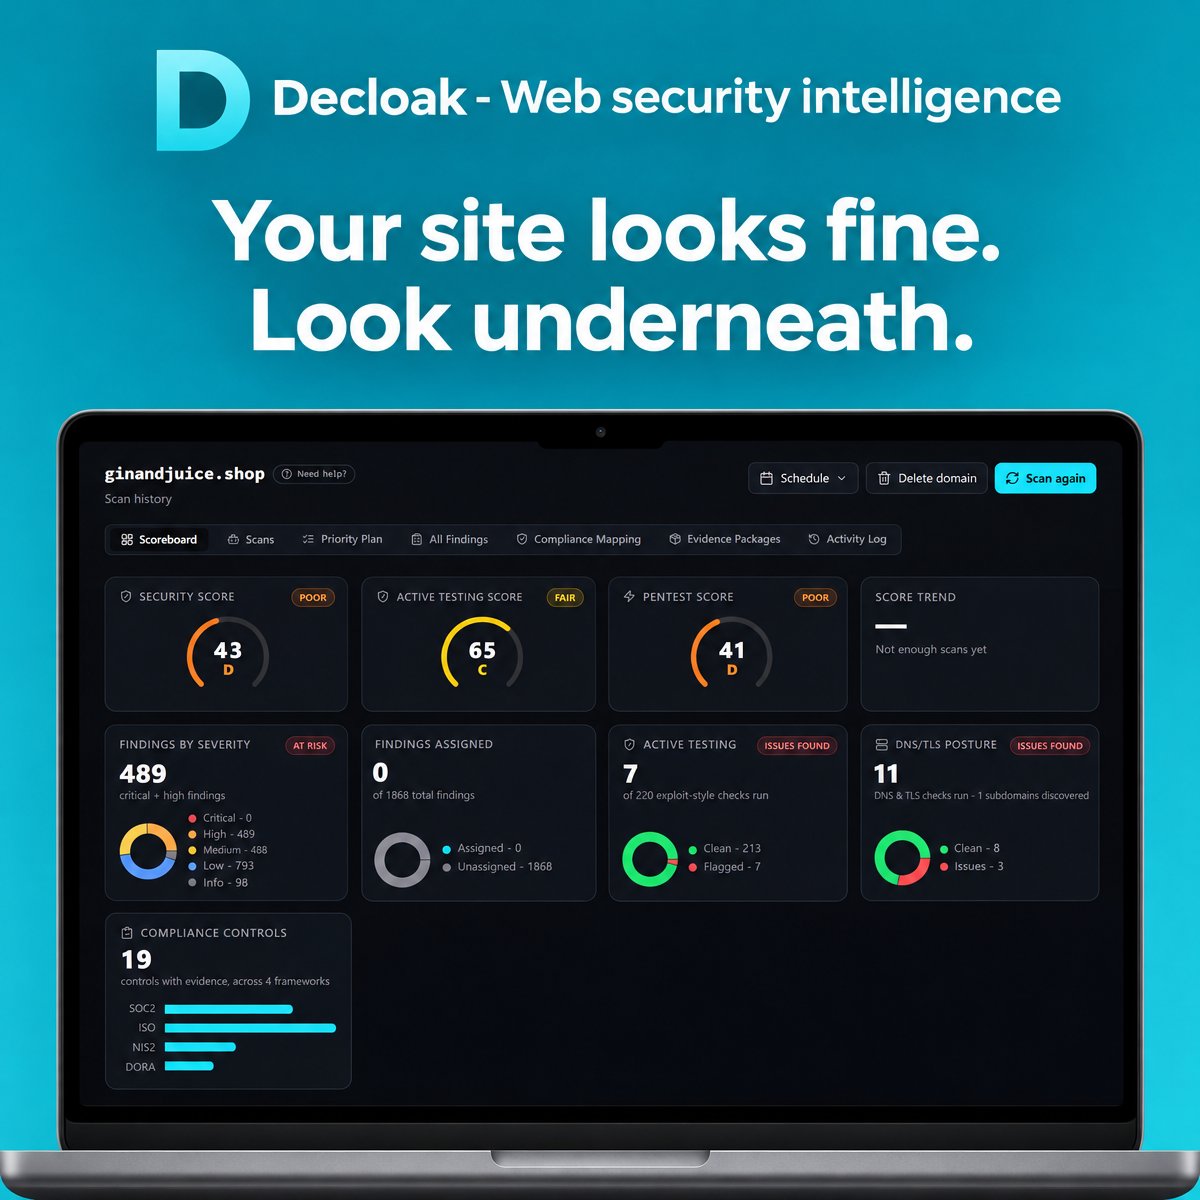 D
Decloak - Web security intelligence
Your site looks fine.
Look underneath.
ginandjuice.shop
Need help?
Scan history
Schedule
Delete domain
Scan again
Scoreboard
Scans
Priority Plan
All Findings
Compliance Mapping
Evidence Packages
Activity Log
SECURITY SCORE
POOR
43
D
ACTIVE TESTING SCORE
FAIR
65
C
PENTEST SCORE
POOR
41
D
SCORE TREND
—
Not enough scans yet
FINDINGS BY SEVERITY
AT RISK
489
critical + high findings
Critical - 0
High - 489
Medium - 488
Low - 793
Info - 98
FINDINGS ASSIGNED
0
of 1868 total findings
Assigned - 0
Unassigned - 1868
ACTIVE TESTING
ISSUES FOUND
7
of 220 exploit-style checks run
Clean - 213
Flagged - 7
DNS/TLS POSTURE
ISSUES FOUND
11
DNS & TLS checks run - 1 subdomains discovered
Clean - 8
Issues - 3
COMPLIANCE CONTROLS
19
controls with evidence, across 4 frameworks
SOC2
ISO
NIS2
DORA